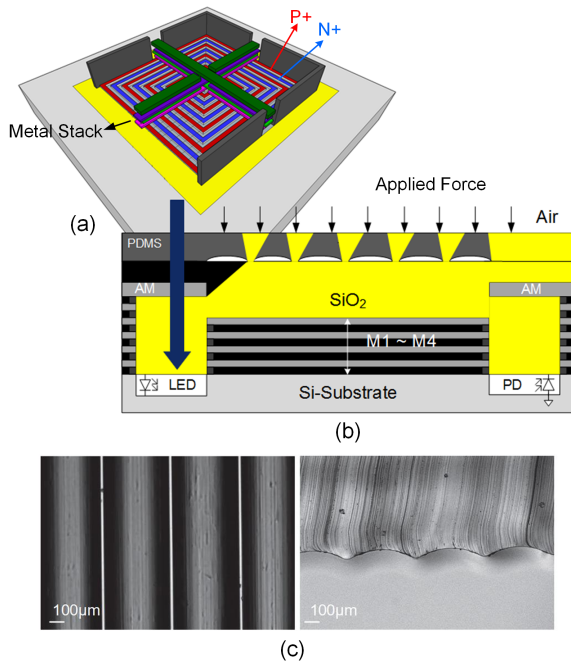 P+
N+
Metal Stack
(a)
Applied Force
Air
PDMS
AM
SiO₂
AM
M1 ~ M4
LED
Si-Substrate
PD
(b)
100μm
100μm
(c)